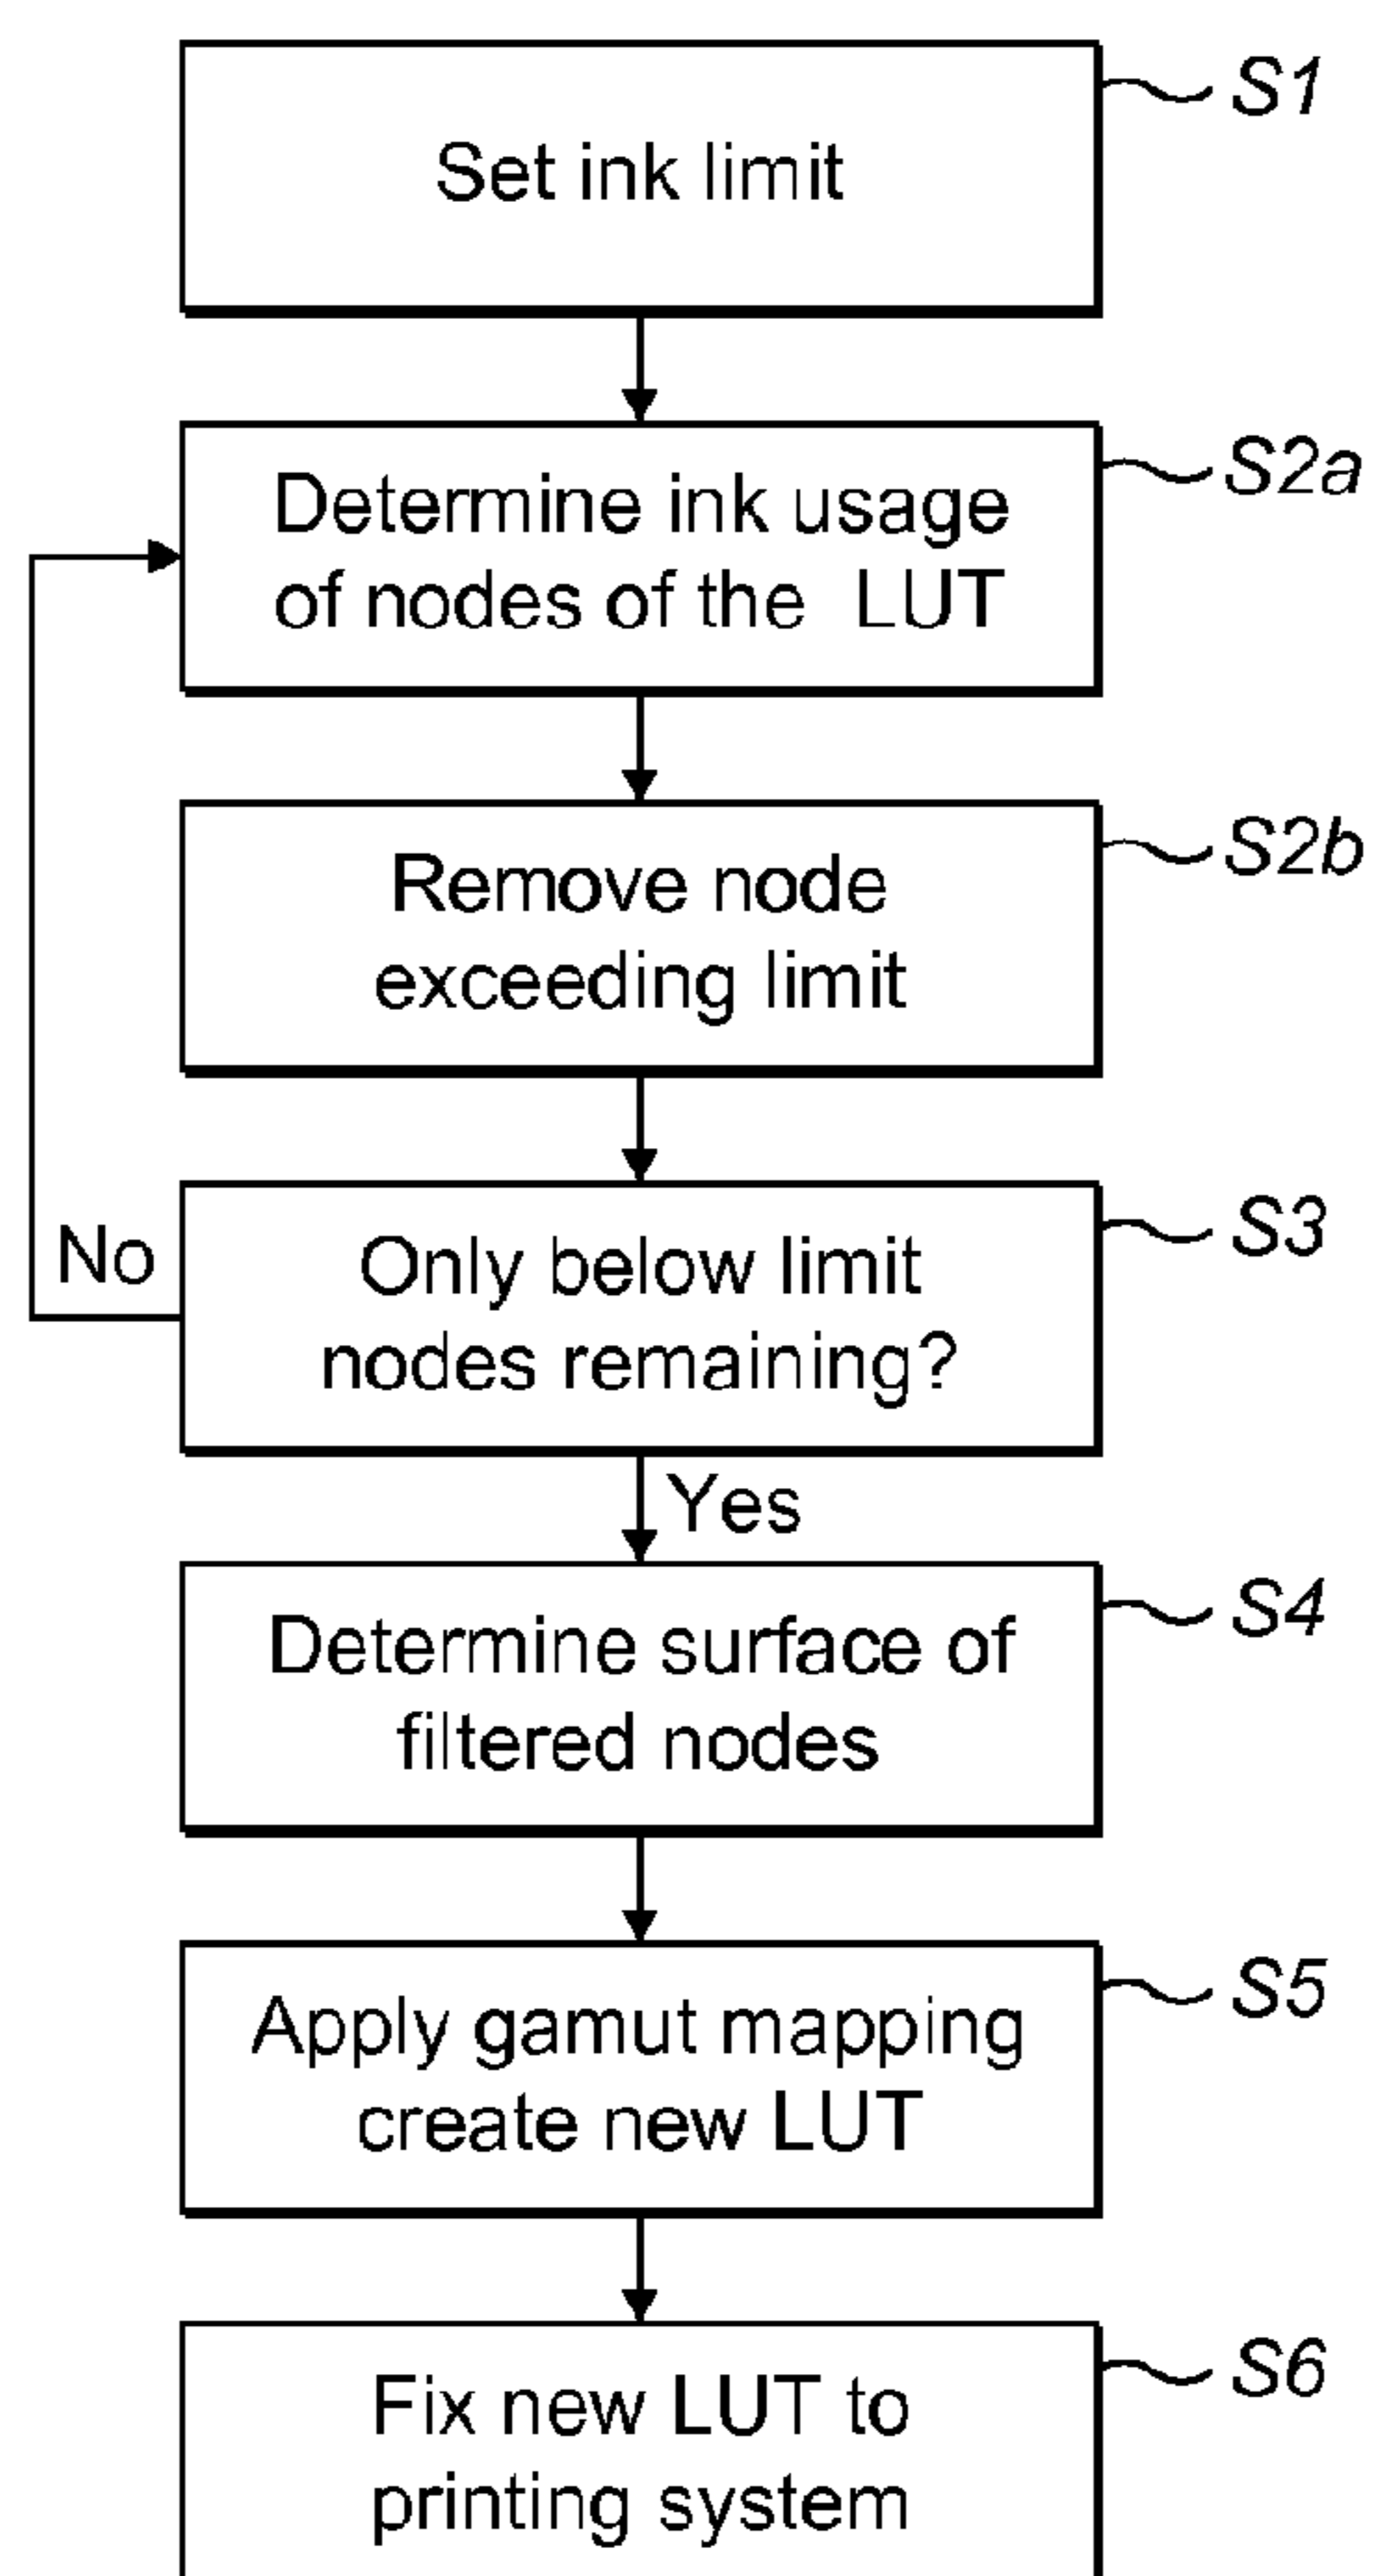 Set ink limit
S1
Determine ink usage
of nodes of the LUT
S2a
Remove node
exceeding limit
S2b
Only below limit
nodes remaining?
S3
No
Yes
Determine surface of
filtered nodes
S4
Apply gamut mapping
create new LUT
S5
Fix new LUT to
printing system
S6